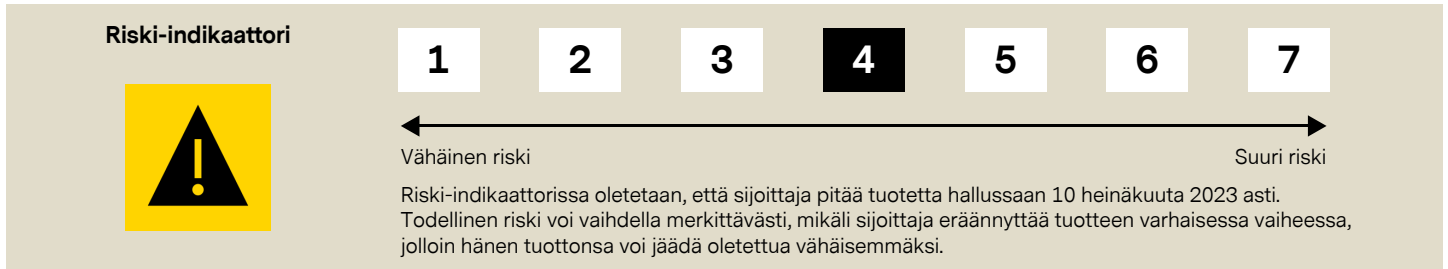 Riski-indikaattori
1 2 3 4 5 6 7
Vähäinen riski Suuri riski
Riski-indikaattorissa oletetaan, että sijoittaja pitää tuotetta hallussaan 10 heinäkuuta 2023 asti.
Todellinen riski voi vaihdella merkittävästi, mikäli sijoittaja eräännyttää tuotteen varhaisessa vaiheessa,
jolloin hänen tuottonsa voi jäädä oletettua vähäisemmäksi.